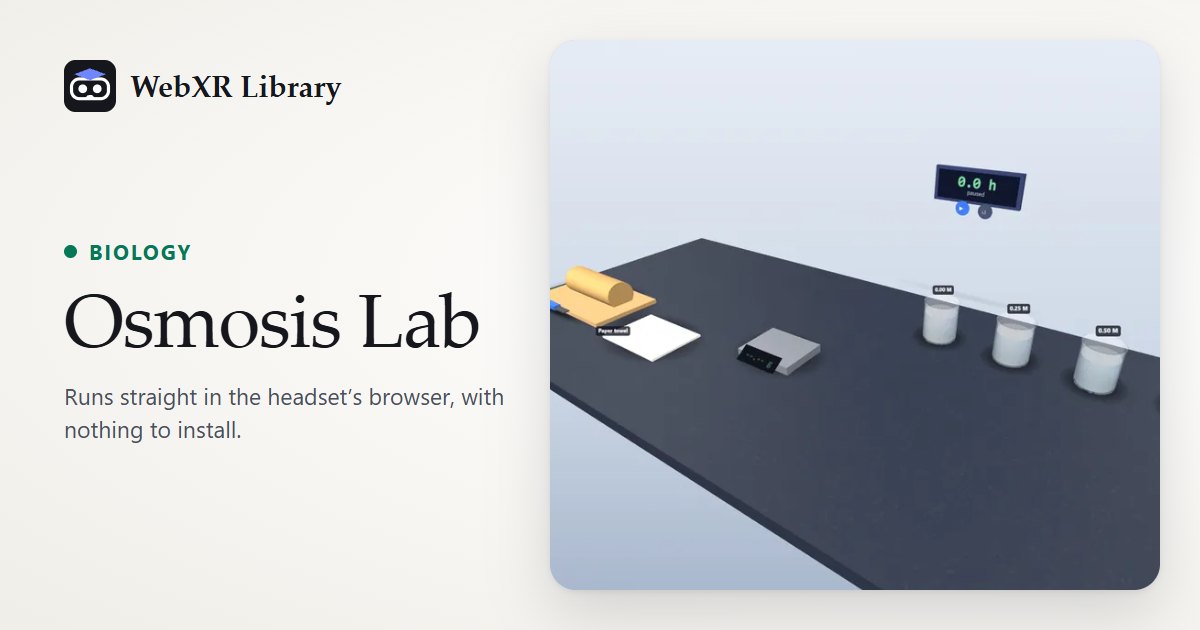 WebXR Library
BIOLOGY
Osmosis Lab
Runs straight in the headset’s browser, with
nothing to install.
0.0 h
paused
0.00 M
0.25 M
0.50 M
Paper towel